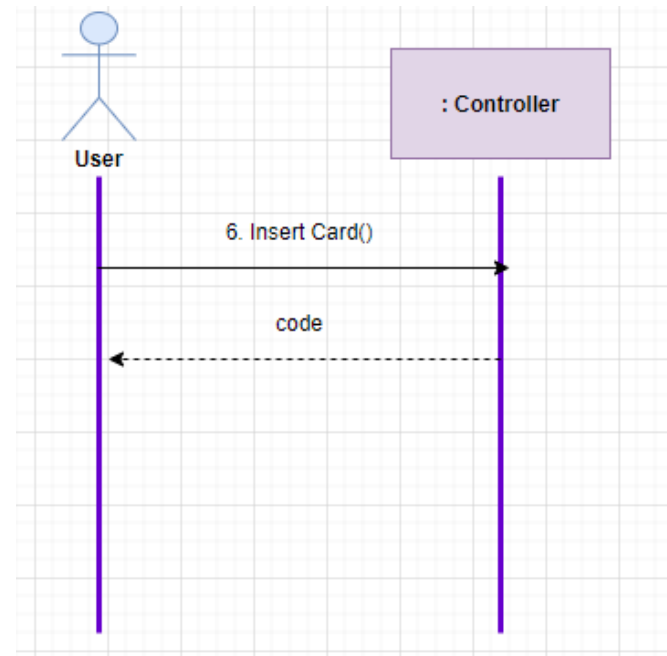 : Controller
User
6. Insert Card()
code